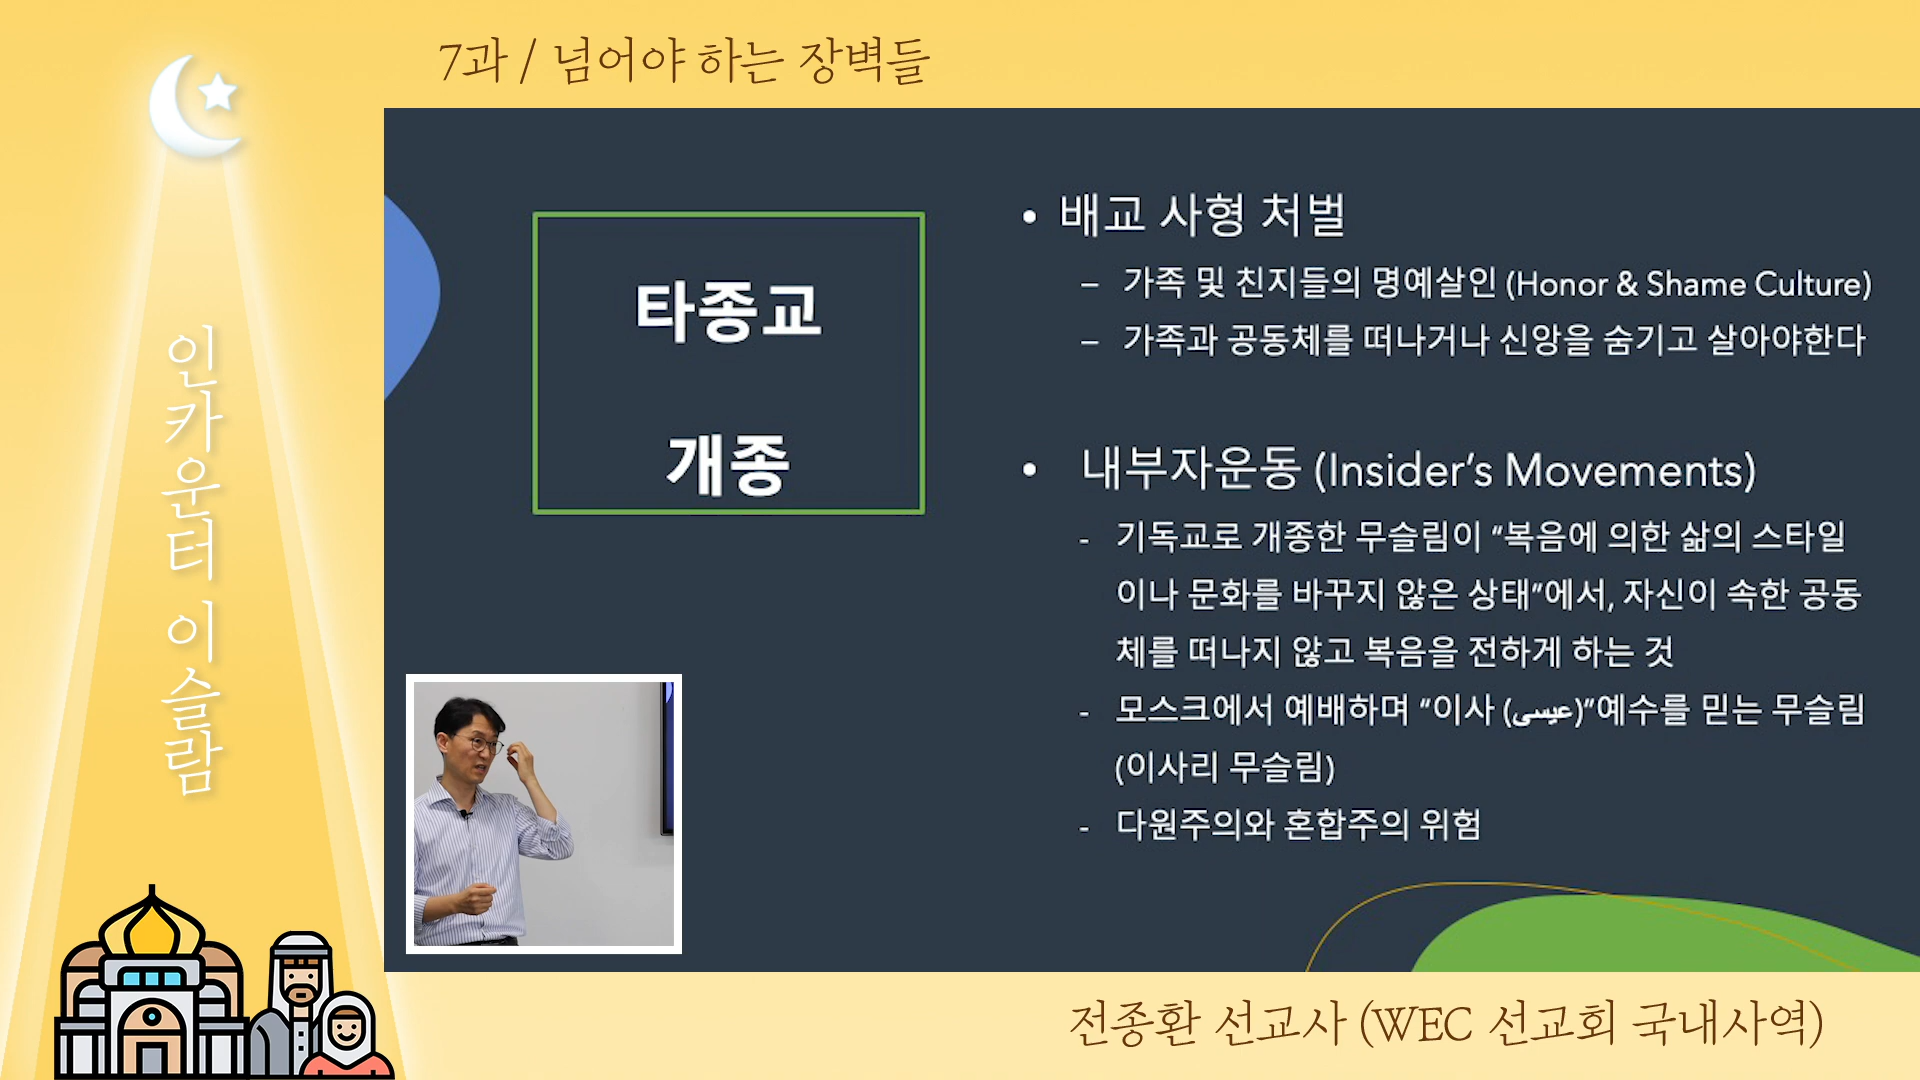 7과 / 넘어야 하는 장벽들
인카운터 이슬람
타종교
개종
• 배교 사형 처벌
– 가족 및 친지들의 명예살인 (Honor & Shame Culture)
– 가족과 공동체를 떠나거나 신앙을 숨기고 살아야한다
• 내부자운동 (Insider’s Movements)
- 기독교로 개종한 무슬림이 “복음에 의한 삶의 스타일
이나 문화를 바꾸지 않은 상태”에서, 자신이 속한 공동
체를 떠나지 않고 복음을 전하게 하는 것
- 모스크에서 예배하며 “이사 (عيسى)”예수를 믿는 무슬림
(이사리 무슬림)
- 다원주의와 혼합주의 위험
전종환 선교사 (WEC 선교회 국내사역)